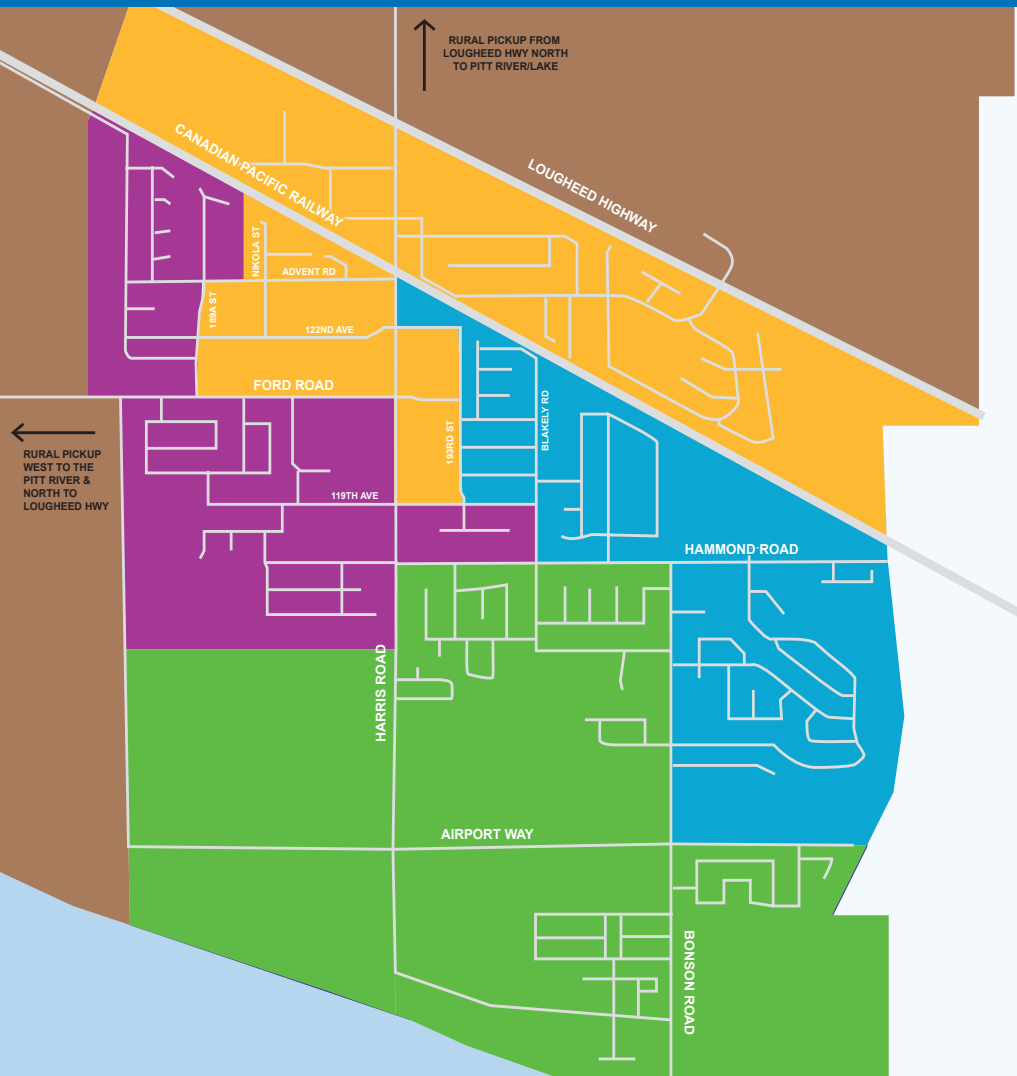 RURAL PICKUP FROM
LOUGHEED HWY NORTH
TO PITT RIVER/LAKE
CANADIAN PACIFIC RAILWAY
LOUGHEED HIGHWAY
NIKOLA ST
ADVENT RD
189A ST
122ND AVE
FORD ROAD
BLAKELY RD
193RD ST
RURAL PICKUP
WEST TO THE
PITT RIVER &
NORTH TO
LOUGHEED HWY
119TH AVE
HAMMOND ROAD
HARRIS ROAD
AIRPORT WAY
BONSON ROAD